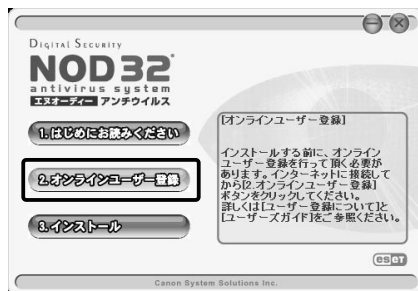 DIGITAL SECURITY
NOD32
antivirus system
エヌオーディー アンチウイルス
1.はじめにお読みください
2.オンラインユーザー登録
3.インストール
[オンラインユーザー登録]
インストールする前に、オンライン
ユーザー登録を行って頂く必要が
あります。インターネットに接続して
から[2.オンラインユーザー登録]
ボタンをクリックしてください。
詳しくは[ユーザー登録について]と
[ユーザーズガイド]をご参照ください。
eset
Canon System Solutions Inc.